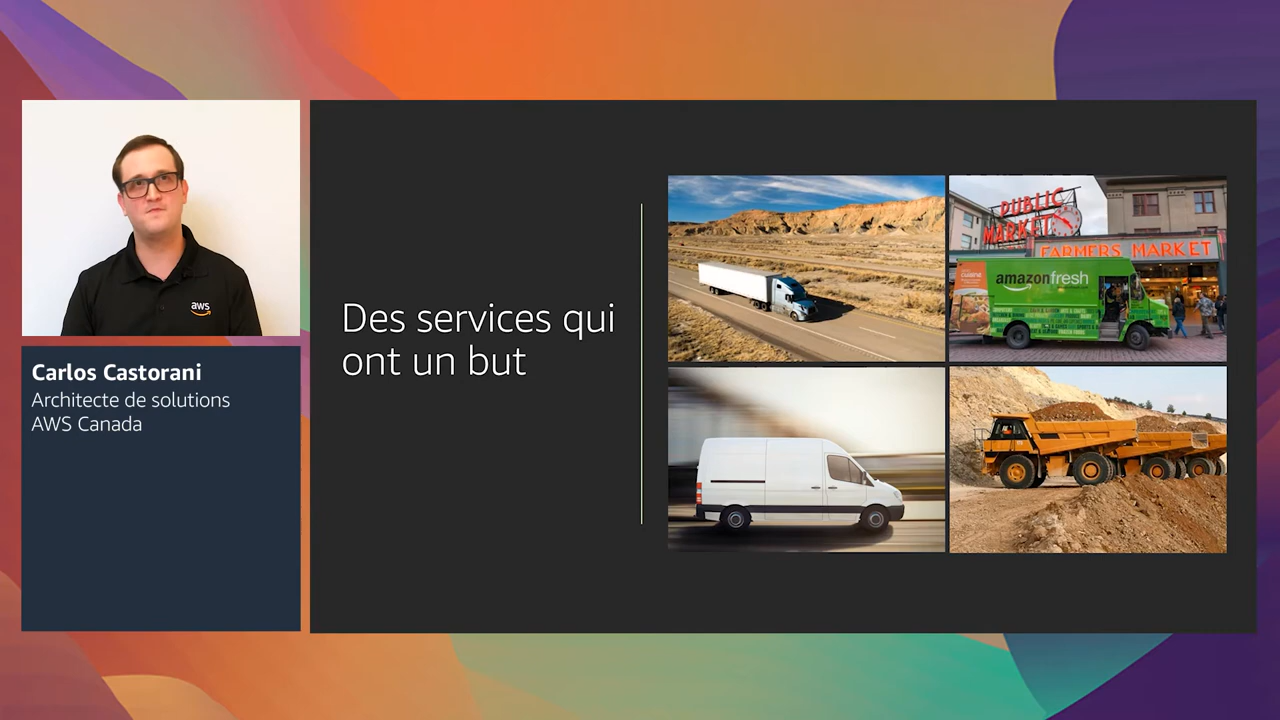 aws
Carlos Castorani
Architecte de solutions
AWS Canada
Des services qui
ont un but
PUBLIC
MARKET
FARMERS MARKET
amazonfresh
cuisine